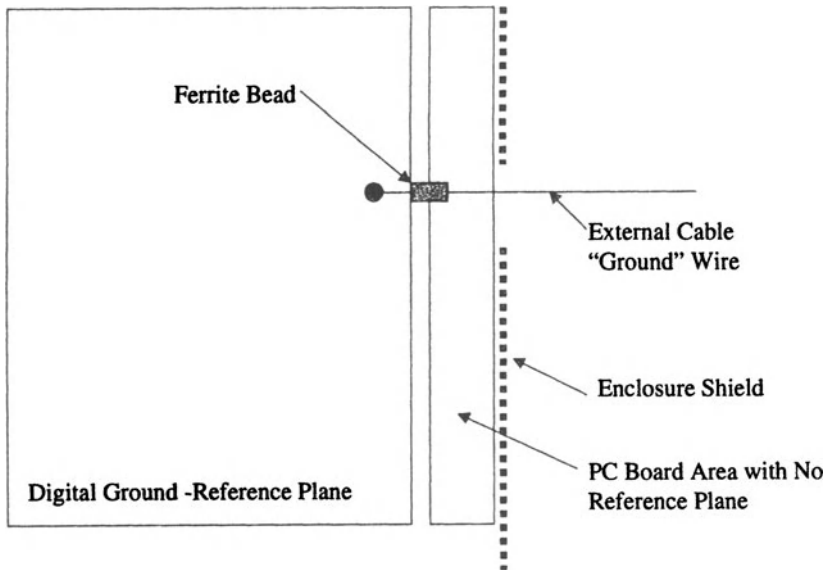 Ferrite Bead
External Cable
“Ground” Wire
Enclosure Shield
PC Board Area with No
Reference Plane
Digital Ground -Reference Plane